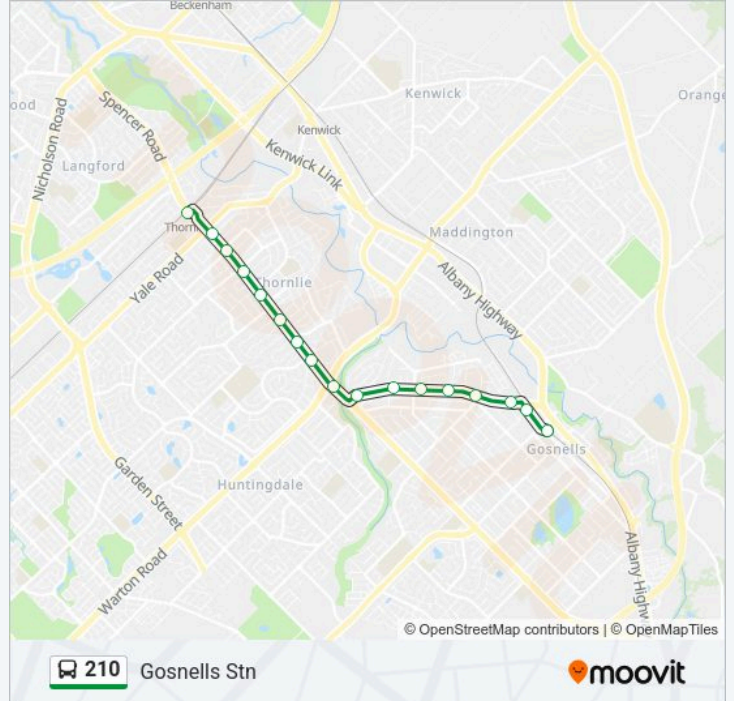 Beckenham
ood
Nicholson Road
Spencer Road
Kenwick
Orange
Kenwick
Kenwick Link
Langford
Thorn
Maddington
Yale Road
Thornlie
Albany Highway
Gosnells
Garden Street
Huntingdale
Warton Road
Albany Highw
© OpenStreetMap contributors | © OpenMapTiles
210 Gosnells Stn
moovit